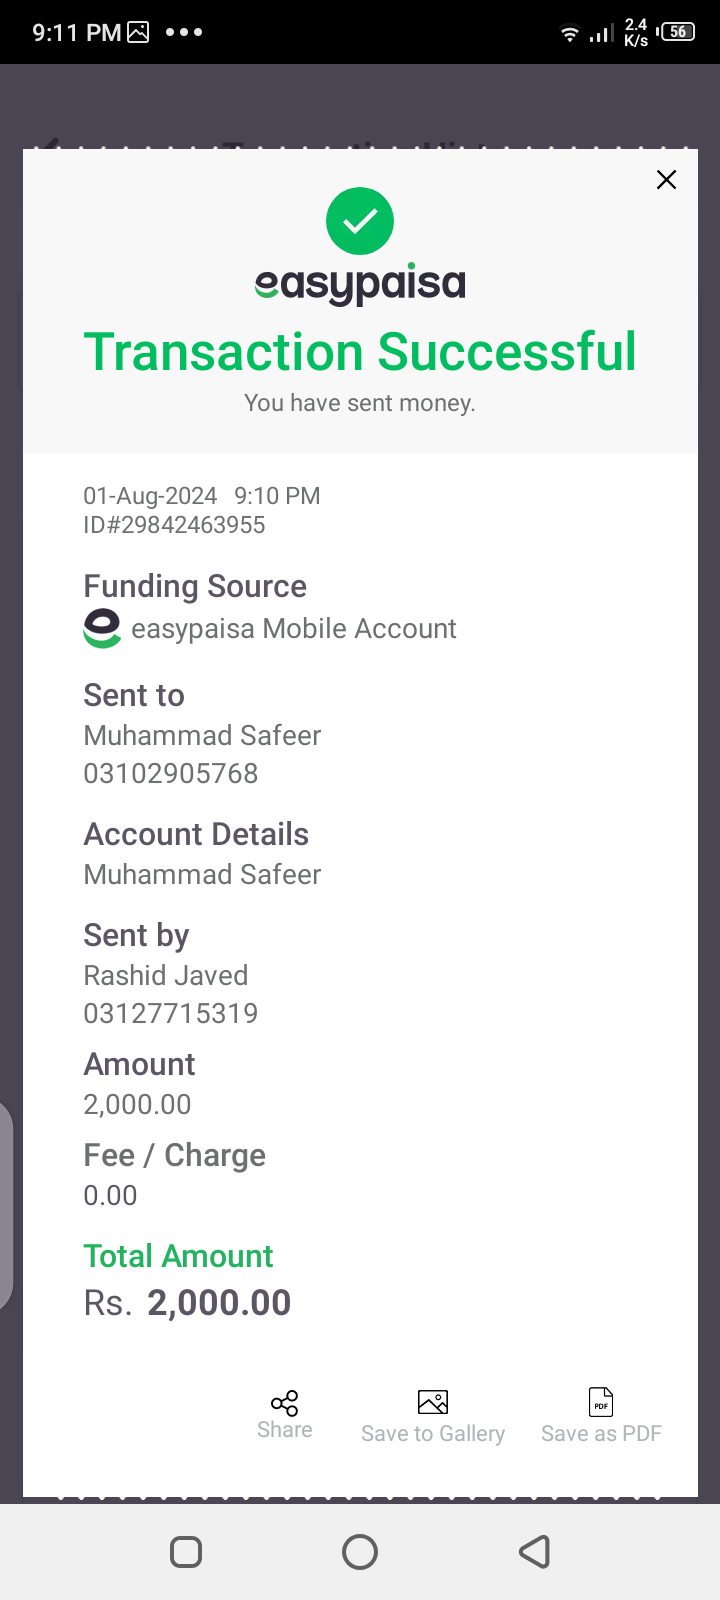 9:11 PM
2.4
K/s
56
easypaisa
Transaction Successful
You have sent money.
01-Aug-2024 9:10 PM
ID#29842463955
Funding Source
easypaisa Mobile Account
Sent to
Muhammad Safeer
03102905768
Account Details
Muhammad Safeer
Sent by
Rashid Javed
03127715319
Amount
2,000.00
Fee / Charge
0.00
Total Amount
Rs. 2,000.00
PDF
Share
Save to Gallery
Save as PDF